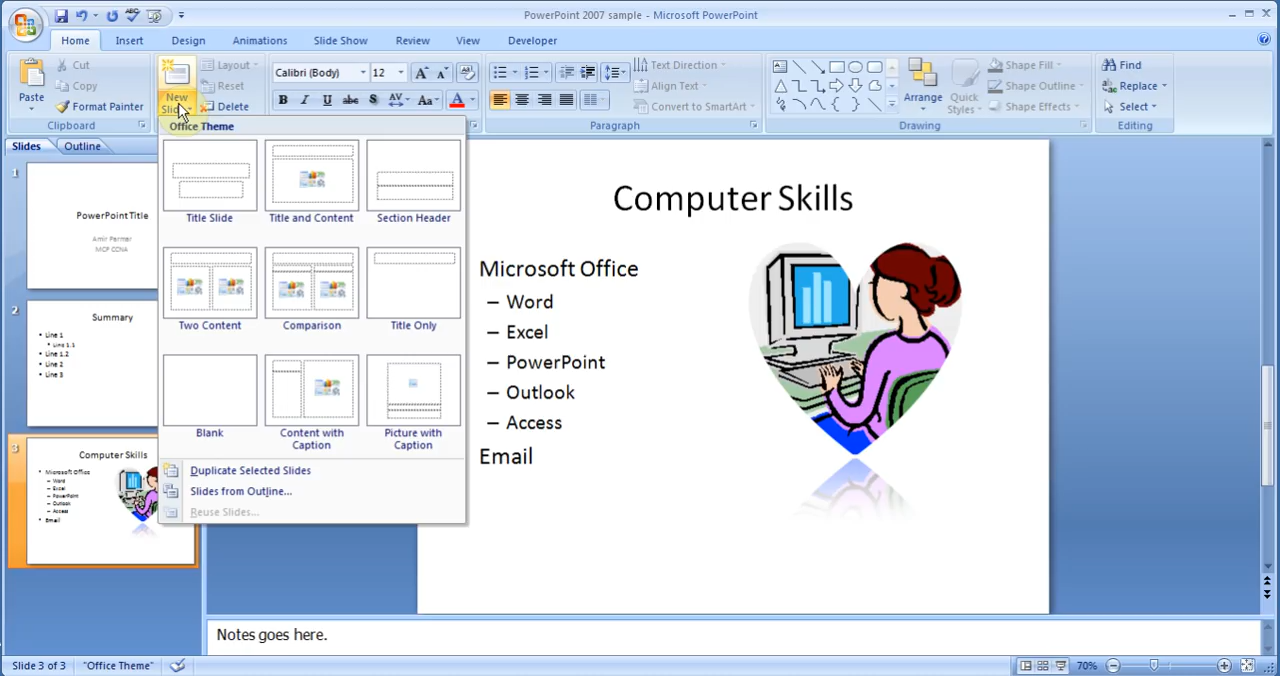 PowerPoint 2007 sample - Microsoft PowerPoint
Home Insert Design Animations Slide Show Review View Developer
Paste
Cut
Copy
Format Painter
Clipboard
New
Slide
Layout
Reset
Delete
Calibri (Body) 12
B I U abc S AV Aa A
Text Direction
Align Text
Convert to SmartArt
Paragraph
Arrange
Quick
Styles
Shape Fill
Shape Outline
Shape Effects
Drawing
Find
Replace
Select
Editing
Slides Outline
1
PowerPoint Title
Amir Parmar
MCP CCNA
2
Summary
• Line 1
• Line 1.1
• Line 1.2
• Line 2
• Line 3
3
Computer Skills
• Microsoft Office
– Word
– Excel
– PowerPoint
– Outlook
– Access
• Email
Office Theme
Title Slide
Title and Content
Section Header
Two Content
Comparison
Title Only
Blank
Content with
Caption
Picture with
Caption
Duplicate Selected Slides
Slides from Outline...
Reuse Slides...
Computer Skills
Microsoft Office
– Word
– Excel
– PowerPoint
– Outlook
– Access
Email
Notes goes here.
Slide 3 of 3 "Office Theme" 70%